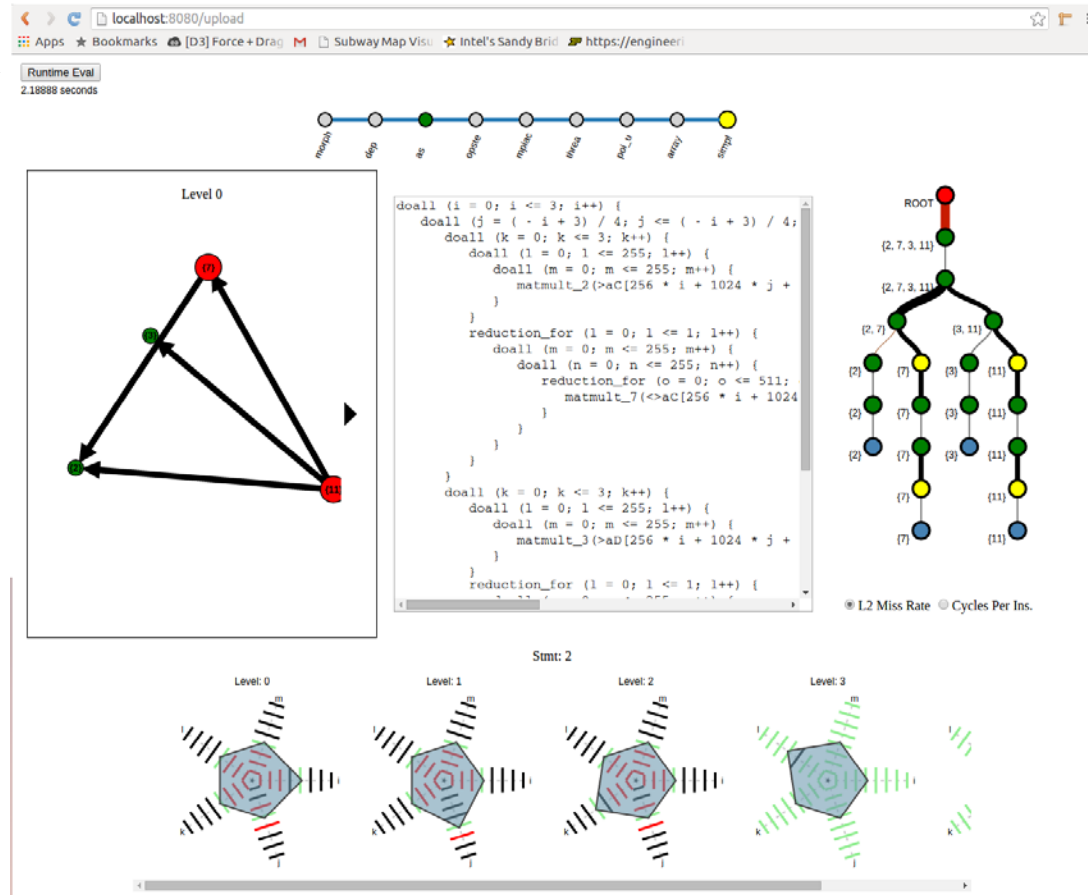 localhost:8080/upload
Apps Bookmarks [D3] Force+Drag M Subway Map Visu Intel's Sandy Brid https://engineeri
Runtime Eval
2.18888 seconds
morph dep as opste mpiac threa pol_u array simpl
Level 0
{7}
{3}
{2}
{11}
doall (i = 0; i <= 3; i++) {
doall (j = ( - i + 3) / 4; j <= ( - i + 3) / 4;
doall (k = 0; k <= 3; k++) {
doall (l = 0; l <= 255; l++) {
doall (m = 0; m <= 255; m++) {
matmult_2(>aC[256 * i + 1024 * j +
}
}
reduction_for (l = 0; l <= 1; l++) {
doall (m = 0; m <= 255; m++) {
doall (n = 0; n <= 255; n++) {
reduction_for (o = 0; o <= 511;
matmult_7(<>aC[256 * i + 1024
}
}
}
}
}
doall (k = 0; k <= 3; k++) {
doall (l = 0; l <= 255; l++) {
doall (m = 0; m <= 255; m++) {
matmult_3(>aD[256 * i + 1024 * j +
}
}
reduction_for (l = 0; l <= 1; l++) {
ROOT
{2, 7, 3, 11}
{2, 7, 3, 11}
{2, 7} {3, 11}
{2} {7} {3} {11}
{2} {7} {3} {11}
{2} {7} {3} {11}
{7} {11}
{7} {11}
L2 Miss Rate Cycles Per Ins.
Stmt: 2
Level: 0 Level: 1 Level: 2 Level: 3
m m m m
l l l l
i i i i
k k k k k
j j j j